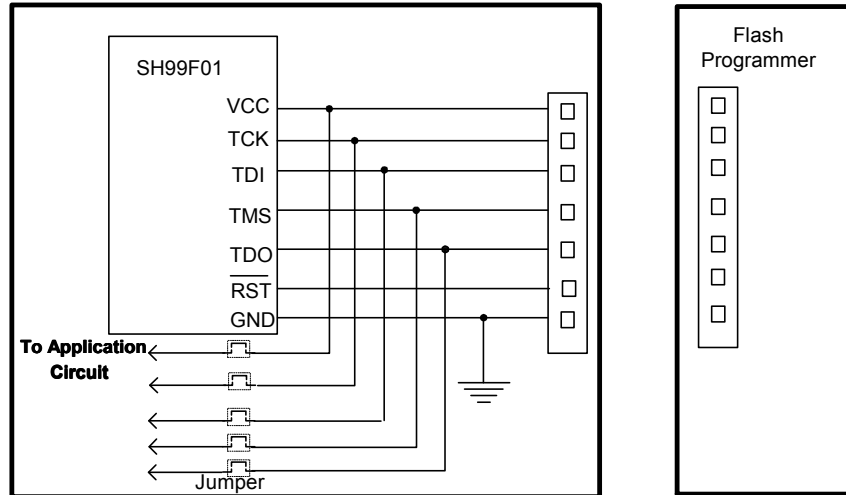 SH99F01
VCC
TCK
TDI
TMS
TDO
RST
GND
To Application
Circuit
Jumper
Flash
Programmer